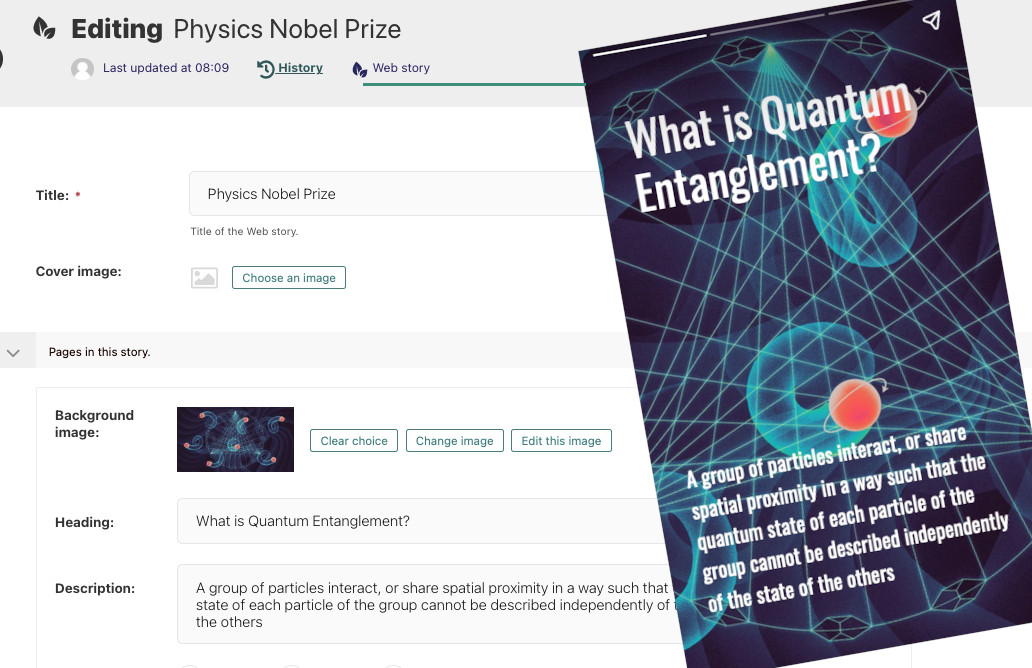 Editing Physics Nobel Prize
Last updated at 08:09 History Web story
Title: *
Physics Nobel Prize
Title of the Web story.
Cover image:
Choose an image
Pages in this story.
Background
image:
Clear choice Change image Edit this image
Heading:
What is Quantum Entanglement?
Description:
A group of particles interact, or share spatial proximity in a way such that
state of each particle of the group cannot be described independently of
the others
What is Quantum
Entanglement?
A group of particles interact, or share
spatial proximity in a way such that the
quantum state of each particle of the
group cannot be described independently
of the state of the others